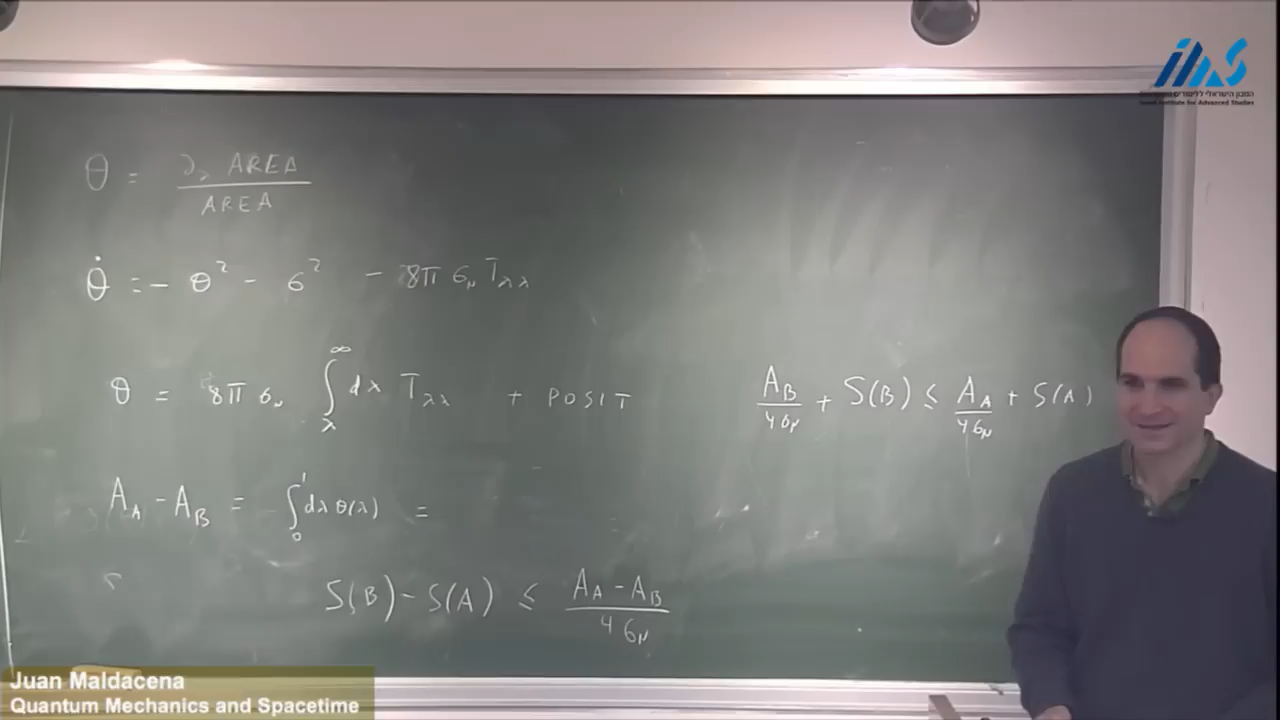 θ = ∂λ AREA / AREA
θ̇ = - θ² - σ² - 8π G_N T_λλ
θ = 8π G_N ∫_λ^∞ dλ T_λλ + POSIT
A_B / 4G_N + S(B) ≤ A_A / 4G_N + S(A)
A_A - A_B = ∫_0^1 dλ θ(λ) =
S(B) - S(A) ≤ A_A - A_B / 4G_N
Juan Maldacena
Quantum Mechanics and Spacetime